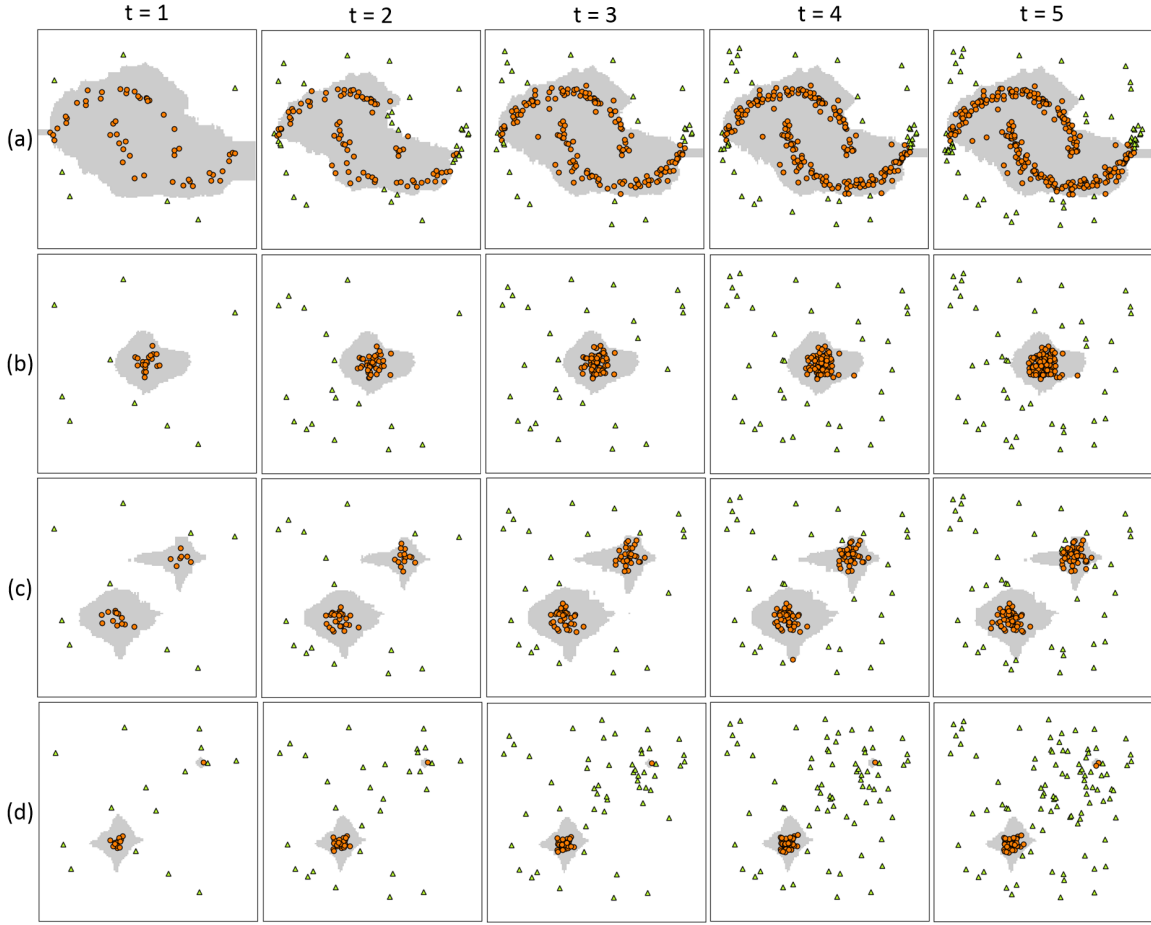 t = 1 t = 2 t = 3 t = 4 t = 5
(a)
(b)
(c)
(d)